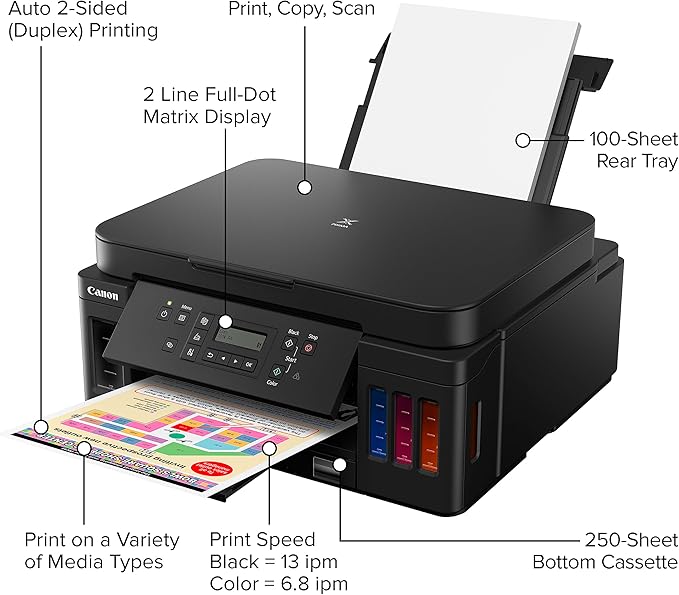 Auto 2-Sided
(Duplex) Printing
Print, Copy, Scan
2 Line Full-Dot
Matrix Display
100-Sheet
Rear Tray
PIXMA
Canon
Menu
Black
Stop
Start
OK
Color
Print on a Variety
of Media Types
Print Speed
Black = 13 ipm
Color = 6.8 ipm
250-Sheet
Bottom Cassette